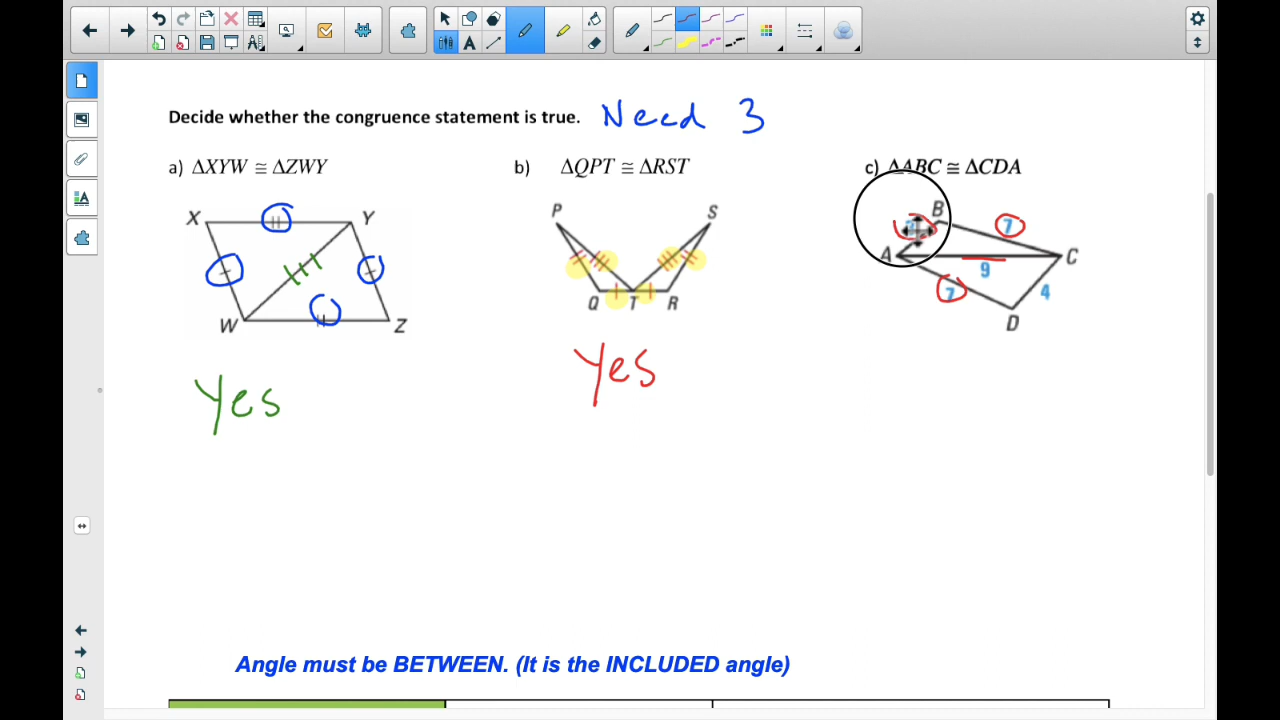 Decide whether the congruence statement is true. Need 3
a) ΔXYW ≅ ΔZWY
b) ΔQPT ≅ ΔRST
c) ΔABC ≅ ΔCDA
X Y
W Z
P S
Q T R
B 7
A C
9
7 4
D
Yes
Yes
Angle must be BETWEEN. (It is the INCLUDED angle)